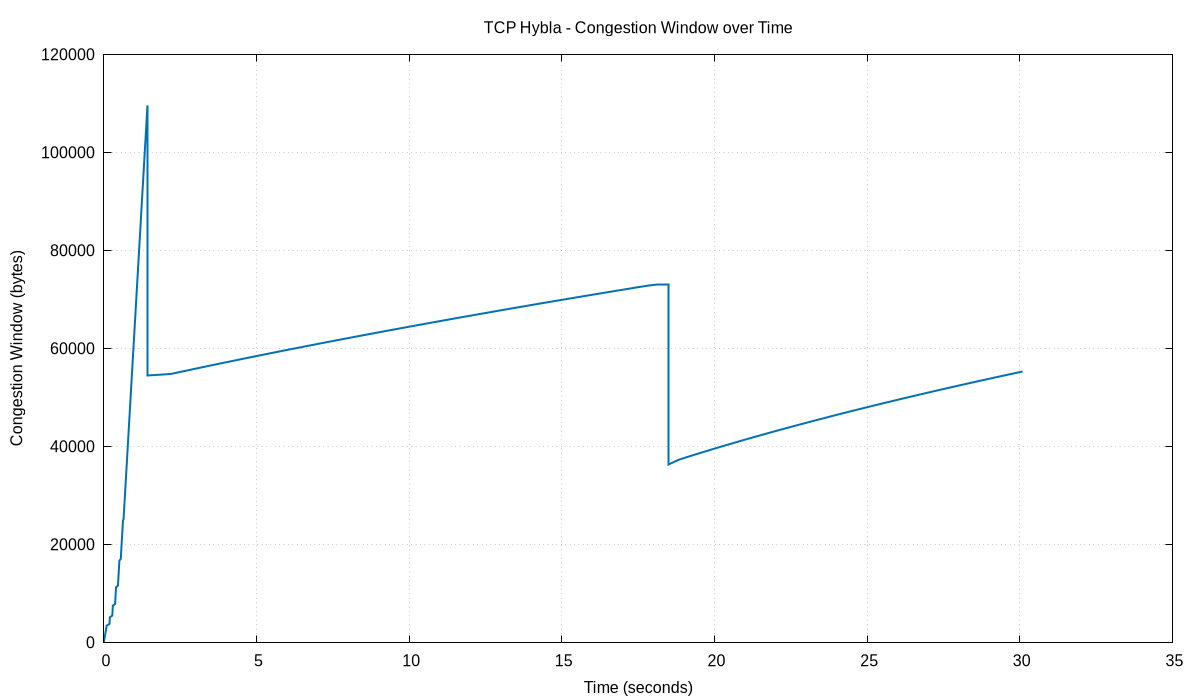 TCP Hybla - Congestion Window over Time
120000
100000
80000
60000
40000
20000
0
Congestion Window (bytes)
0 5 10 15 20 25 30 35
Time (seconds)